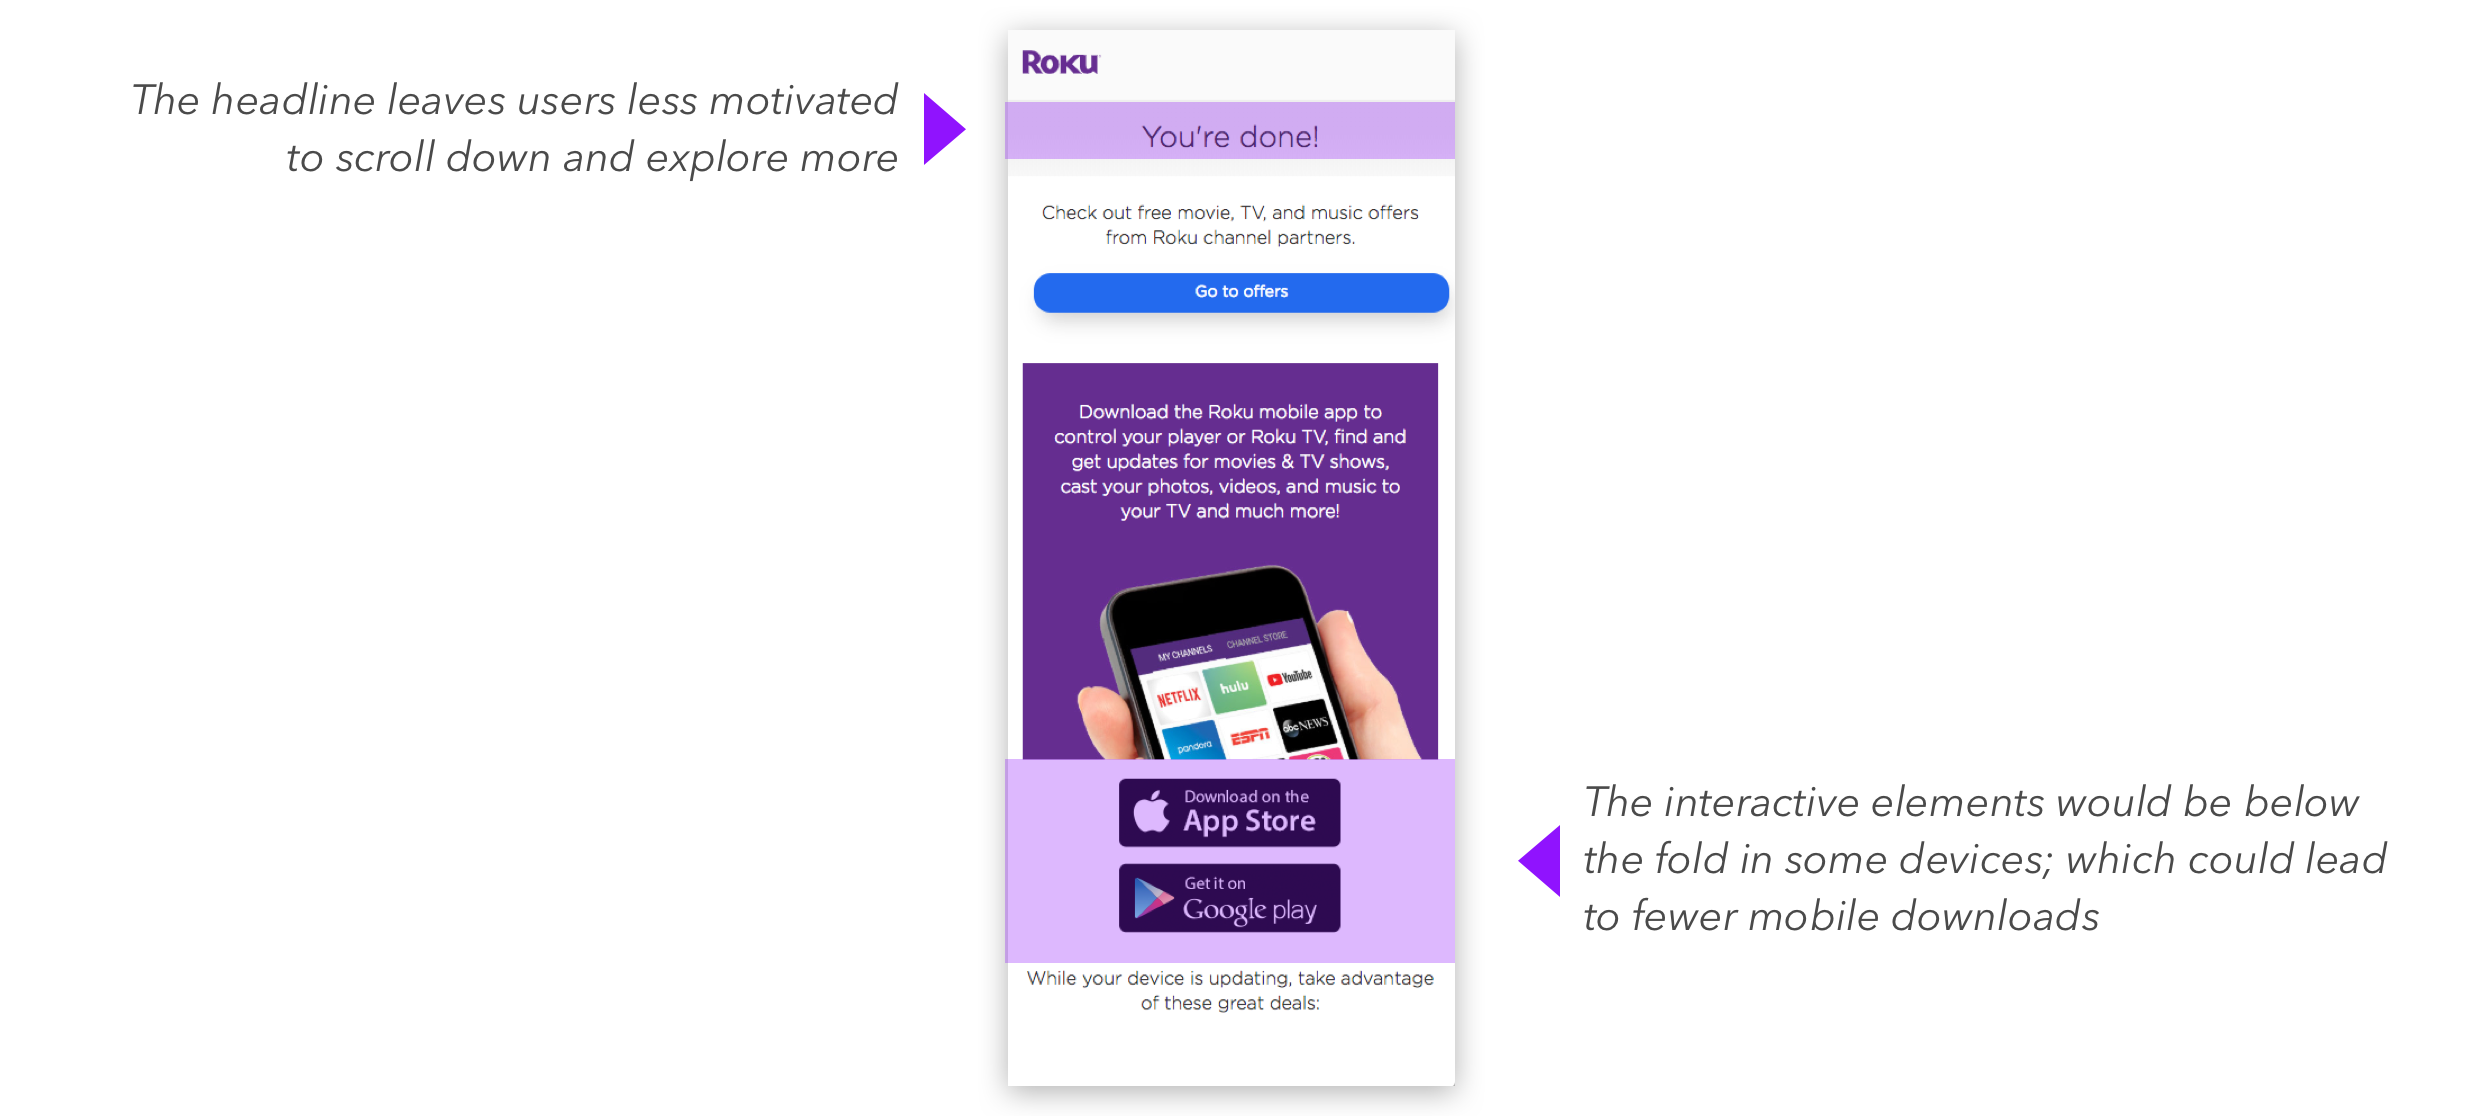 The headline leaves users less motivated
to scroll down and explore more
Roku
You're done!
Check out free movie, TV, and music offers
from Roku channel partners.
Go to offers
Download the Roku mobile app to
control your player or Roku TV, find and
get updates for movies & TV shows,
cast your photos, videos, and music to
your TV and much more!
MY CHANNELS
CHANNEL STORE
NETFLIX
hulu
YouTube
pandora
ESPN
abc NEWS
Download on the
App Store
Get it on
Google play
The interactive elements would be below
the fold in some devices; which could lead
to fewer mobile downloads
While your device is updating, take advantage
of these great deals: